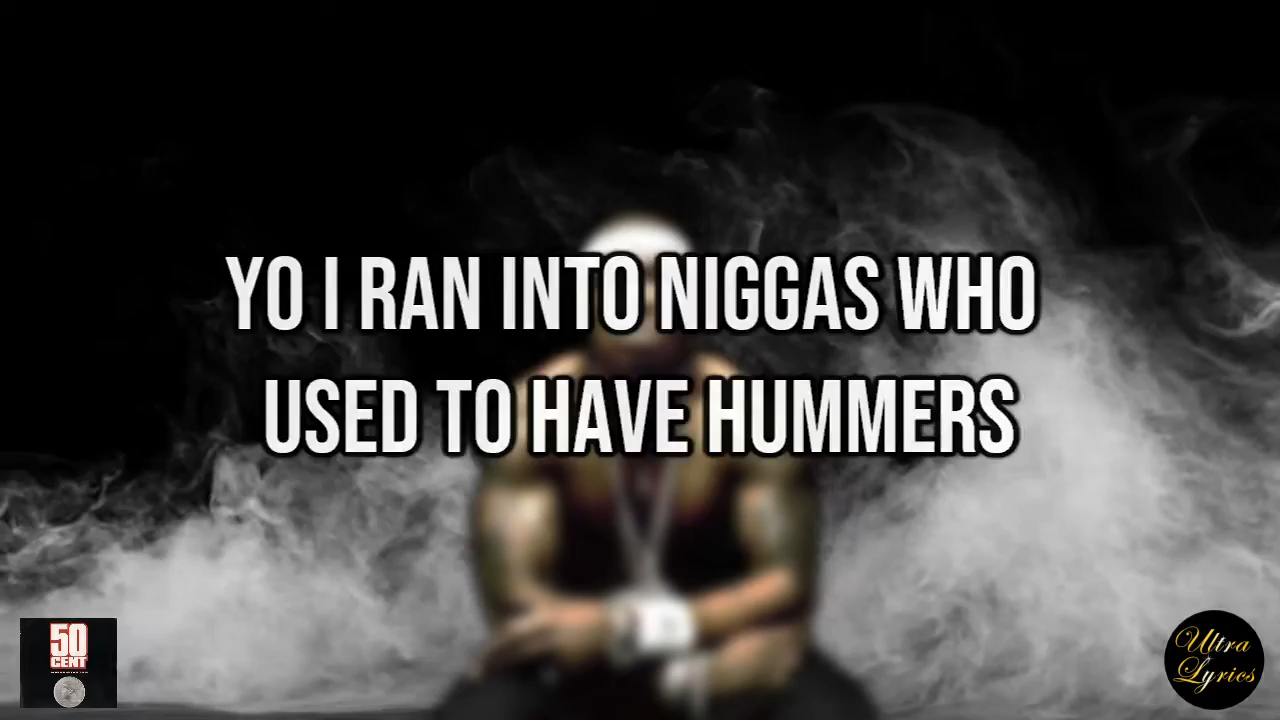 YO I RAN INTO NIGGAS WHO
USED TO HAVE HUMMERS
50
CENT
Ultra
Lyrics